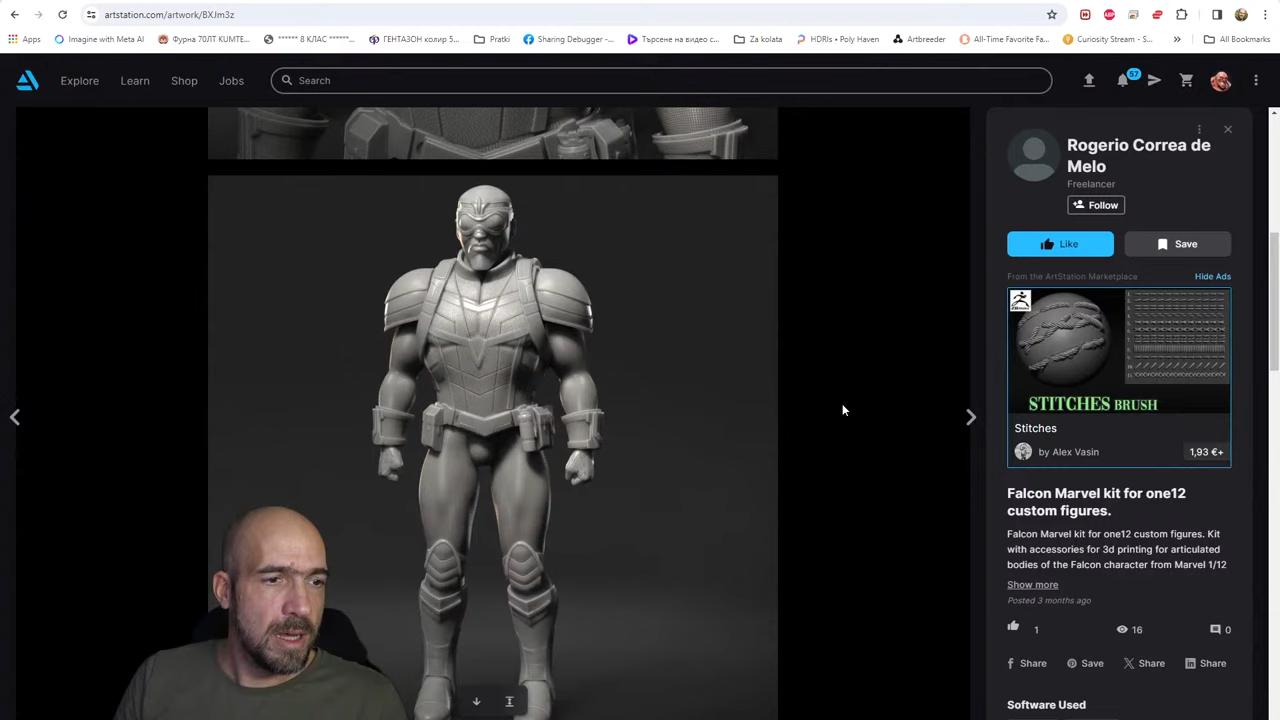 artstation.com/artwork/BXJm3z
Apps
Imagine with Meta AI
Фурна 70ЛТ KUMTE...
****** 8 КЛАС ******...
ГЕНТАЗОН колир 5...
Pratki
Sharing Debugger -...
Търсене на видео с...
Za kolata
HDRIs • Poly Haven
Artbreeder
All-Time Favorite Fa...
Curiosity Stream - S...
»
All Bookmarks
Explore
Learn
Shop
Jobs
Search
57
Rogerio Correa de
Melo
Freelancer
Follow
Like
Save
From the ArtStation Marketplace
Hide Ads
STITCHES BRUSH
Stitches
by Alex Vasin
1,93 €+
Falcon Marvel kit for one12
custom figures.
Falcon Marvel kit for one12 custom figures. Kit
with accessories for 3d printing for articulated
bodies of the Falcon character from Marvel 1/12
Show more
Posted 3 months ago
1
16
0
Share
Save
Share
Share
Software Used